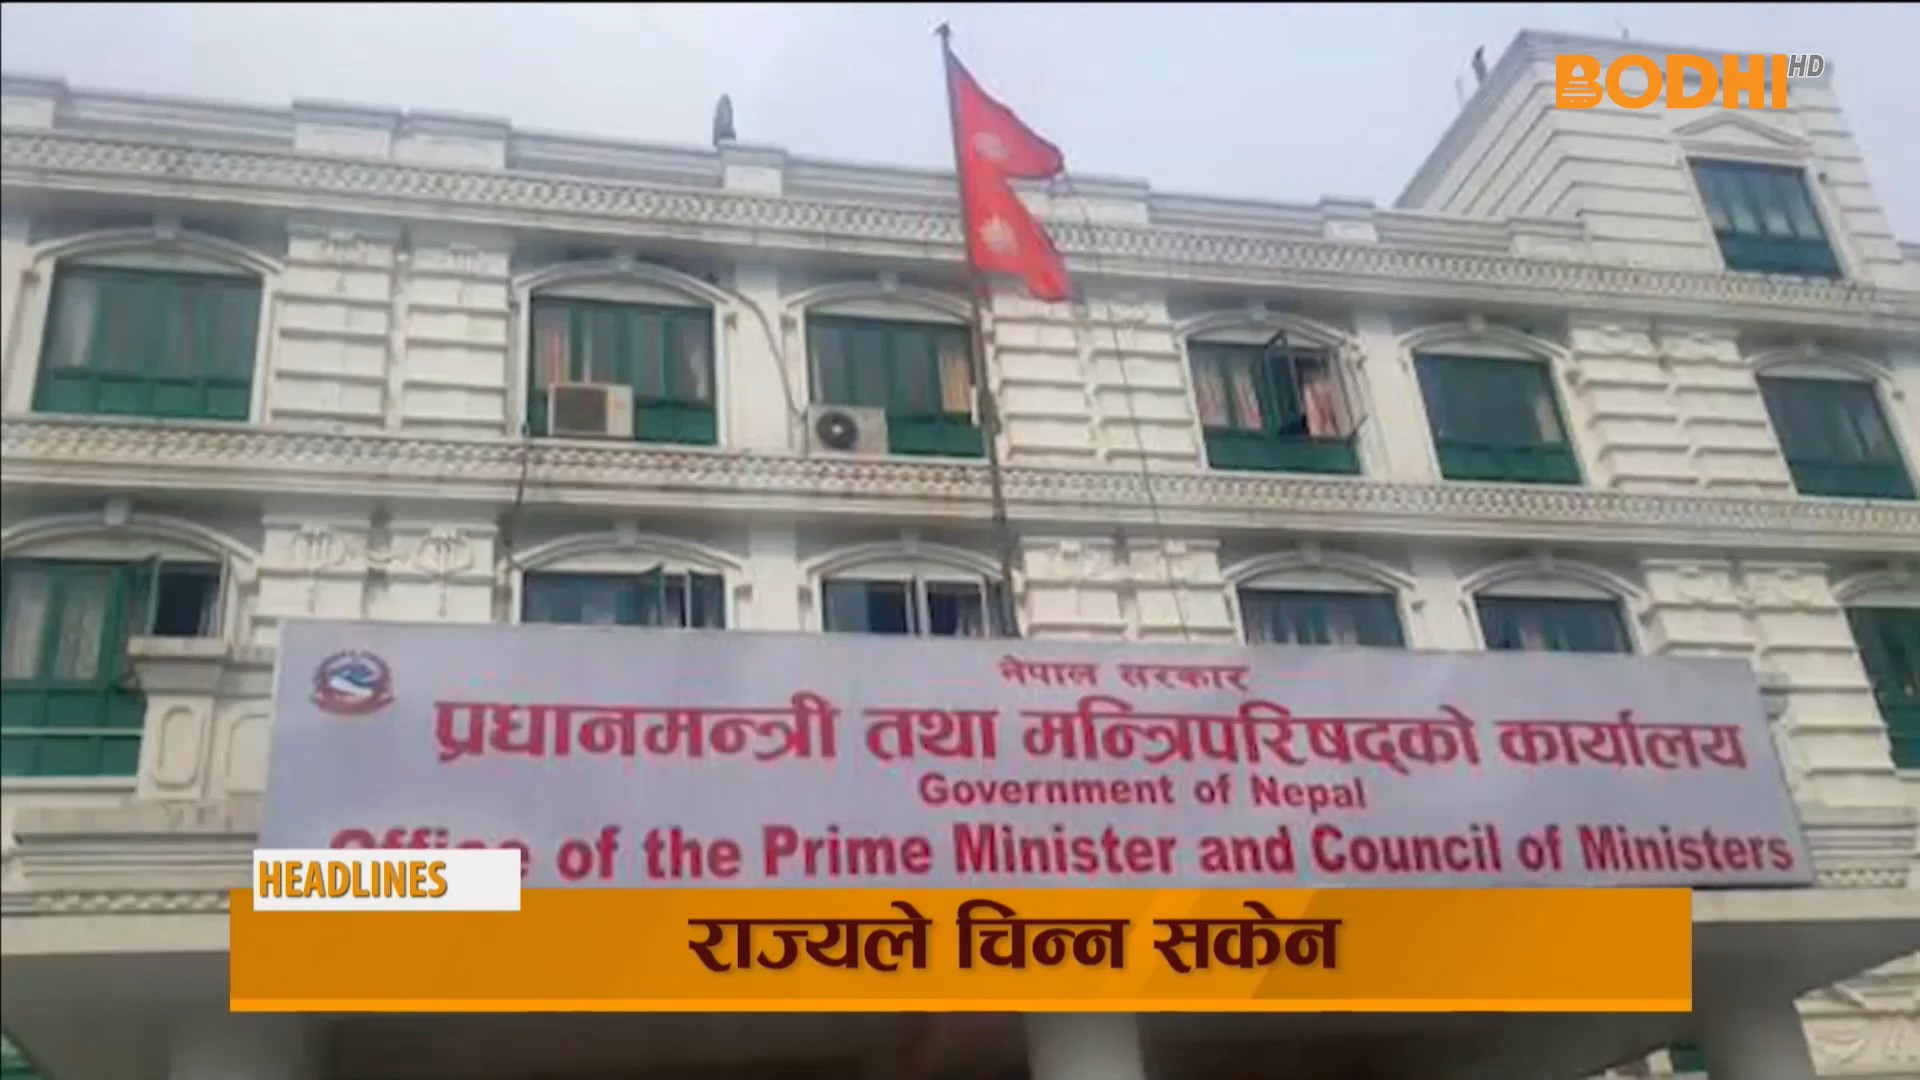 BODHI HD
नेपाल सरकार
प्रधानमन्त्री तथा मन्त्रिपरिषद्को कार्यालय
Government of Nepal
Office of the Prime Minister and Council of Ministers
HEADLINES
राज्यले चिन्न सकेन